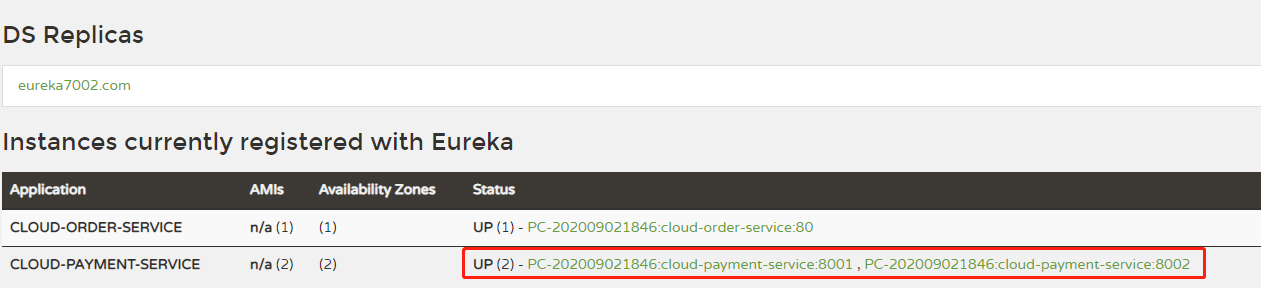 DS Replicas
eureka7002.com
Instances currently registered with Eureka
Application AMIs Availability Zones Status
CLOUD-ORDER-SERVICE n/a (1) (1) UP (1) - PC-202009021846:cloud-order-service:80
CLOUD-PAYMENT-SERVICE n/a (2) (2) UP (2) - PC-202009021846:cloud-payment-service:8001 , PC-202009021846:cloud-payment-service:8002